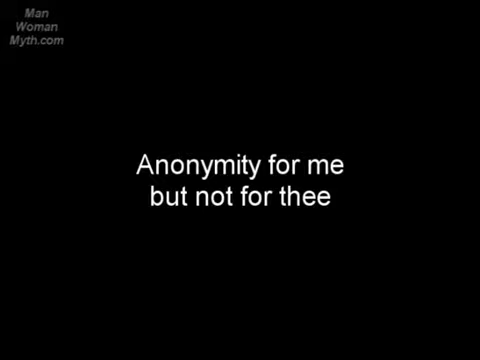 Man
Woman
Myth.com
Anonymity for me
but not for thee